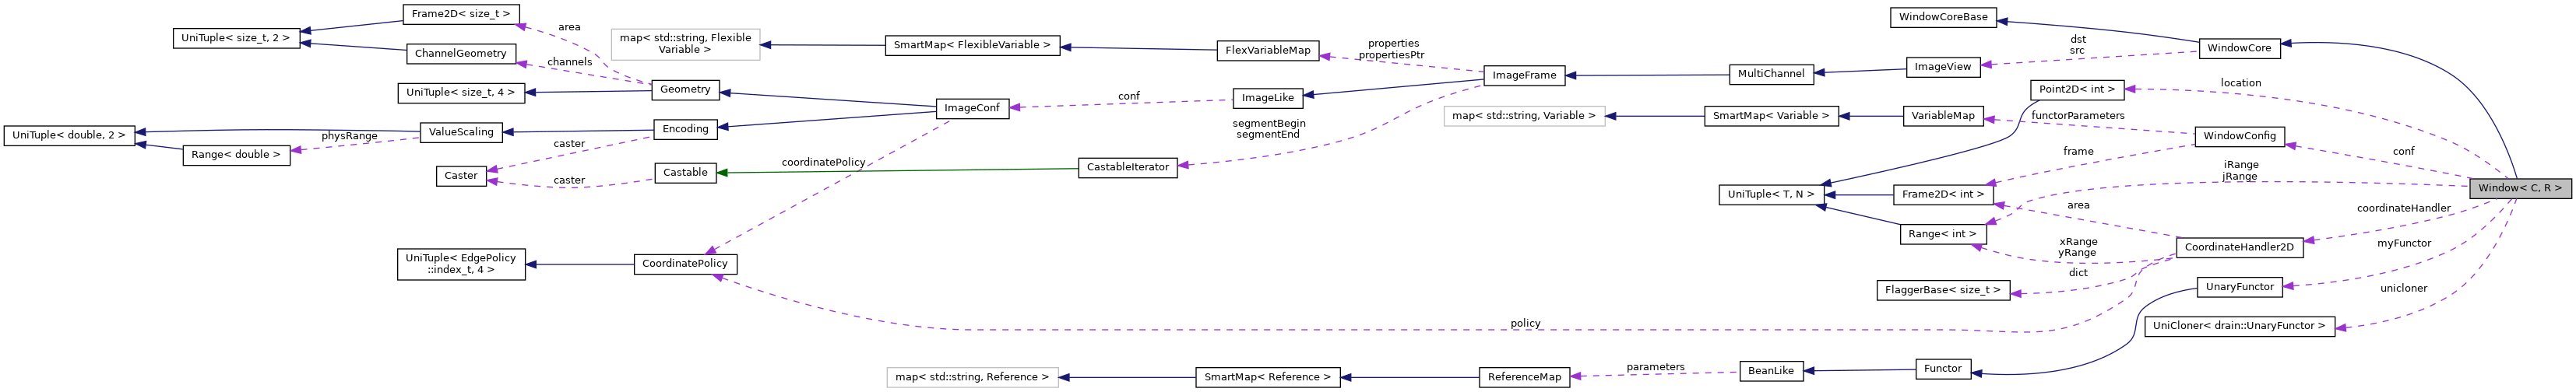 Frame2D< size_t >
UniTuple< size_t, 2 >
ChannelGeometry
area
channels
UniTuple< size_t, 4 >
Geometry
map< std::string, Flexible
Variable >
SmartMap< FlexibleVariable >
FlexVariableMap
properties
propertiesPtr
ImageFrame
MultiChannel
ImageView
WindowCoreBase
dst
src
WindowCore
location
Point2D< int >
UniTuple< double, 2 >
physRange
Range< double >
ValueScaling
Encoding
caster
Caster
caster
Castable
ImageConf
conf
ImageLike
coordinatePolicy
segmentBegin
segmentEnd
CastableIterator
map< std::string, Variable >
SmartMap< Variable >
VariableMap
functorParameters
WindowConfig
frame
conf
iRange
jRange
Window< C, R >
UniTuple< T, N >
Frame2D< int >
Range< int >
area
coordinateHandler
xRange
yRange
CoordinateHandler2D
myFunctor
dict
FlaggerBase< size_t >
UnaryFunctor
unicloner
UniCloner< drain::UnaryFunctor >
UniTuple< EdgePolicy
::index_t, 4 >
CoordinatePolicy
policy
map< std::string, Reference >
SmartMap< Reference >
ReferenceMap
parameters
BeanLike
Functor